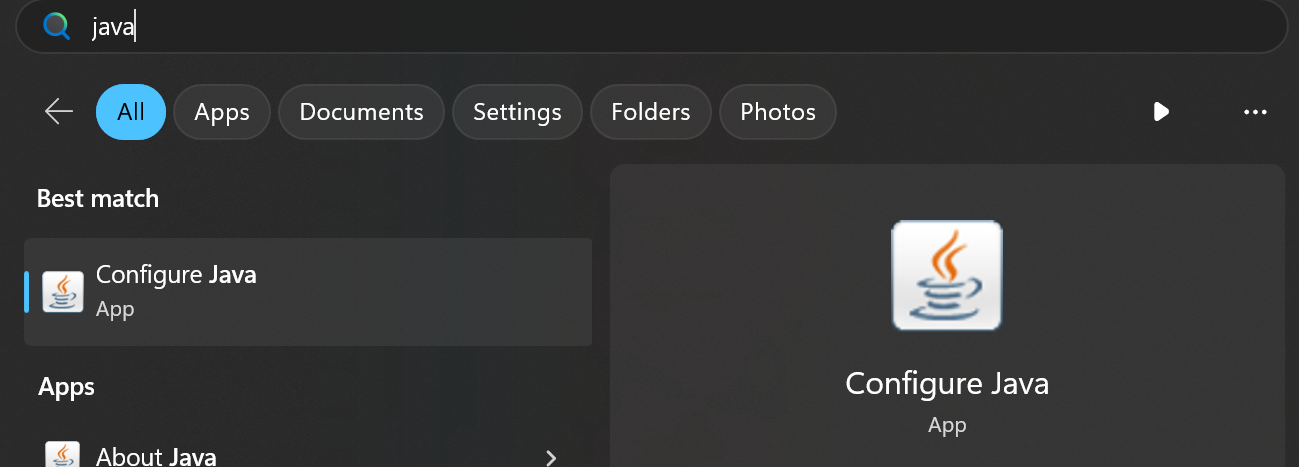 java
All Apps Documents Settings Folders Photos
Best match
Configure Java
App
Apps
About Java
Configure Java
App